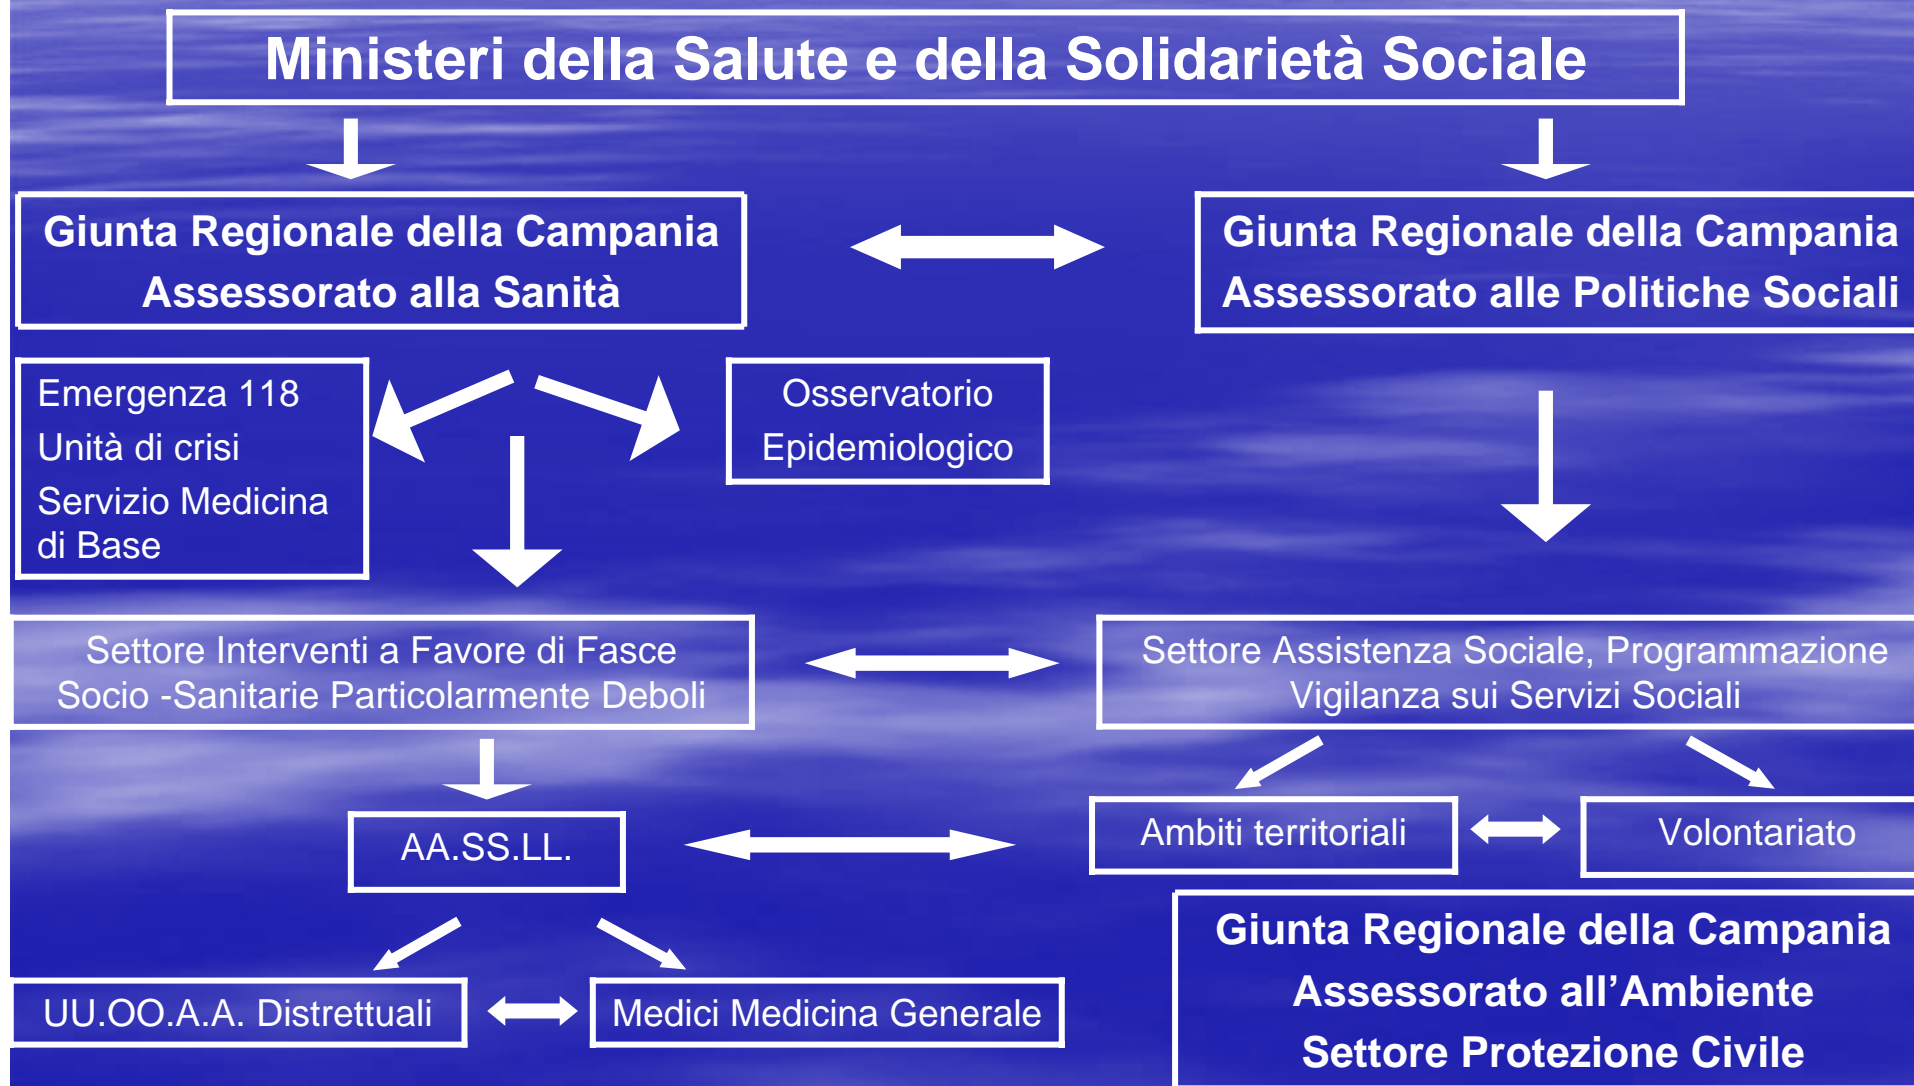 Ministeri della Salute e della Solidarietà Sociale
Giunta Regionale della Campania
Assessorato alla Sanità
Giunta Regionale della Campania
Assessorato alle Politiche Sociali
Emergenza 118
Unità di crisi
Servizio Medicina
di Base
Osservatorio
Epidemiologico
Settore Interventi a Favore di Fasce
Socio -Sanitarie Particolarmente Deboli
Settore Assistenza Sociale, Programmazione
Vigilanza sui Servizi Sociali
AA.SS.LL.
Ambiti territoriali
Volontariato
UU.OO.A.A. Distrettuali
Medici Medicina Generale
Giunta Regionale della Campania
Assessorato all’Ambiente
Settore Protezione Civile